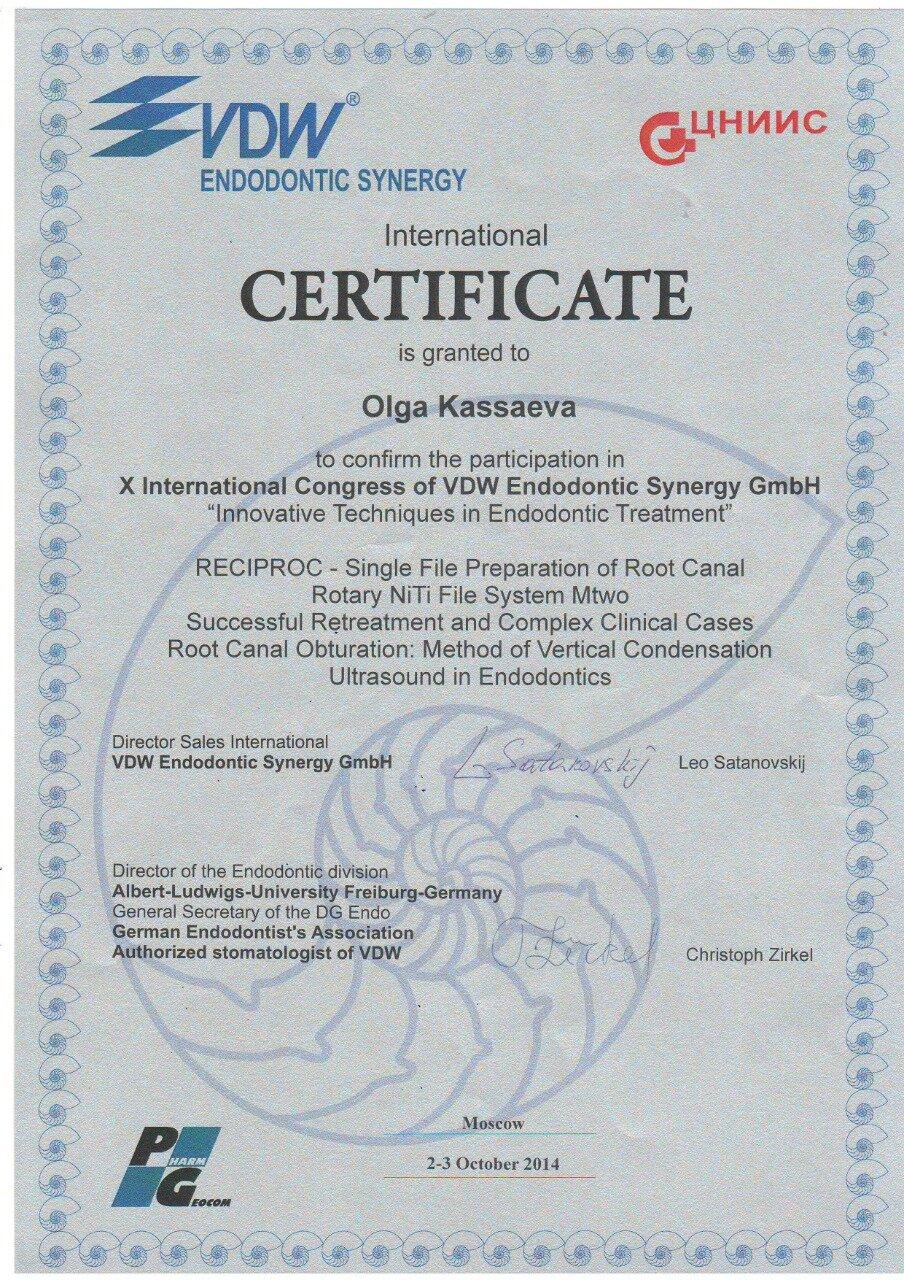 VDW®
ENDODONTIC SYNERGY
ЦНИИС
International
CERTIFICATE
is granted to
Olga Kassaeva
to confirm the participation in
X International Congress of VDW Endodontic Synergy GmbH
“Innovative Techniques in Endodontic Treatment”
RECIPROC - Single File Preparation of Root Canal
Rotary NiTi File System Mtwo
Successful Retreatment and Complex Clinical Cases
Root Canal Obturation: Method of Vertical Condensation
Ultrasound in Endodontics
Director Sales International
VDW Endodontic Synergy GmbH
L. Satanovskij
Leo Satanovskij
Director of the Endodontic division
Albert-Ludwigs-University Freiburg-Germany
General Secretary of the DG Endo
German Endodontist's Association
Authorized stomatologist of VDW
C. Zirkel
Christoph Zirkel
Moscow
2-3 October 2014
PHARM
GEOCOM